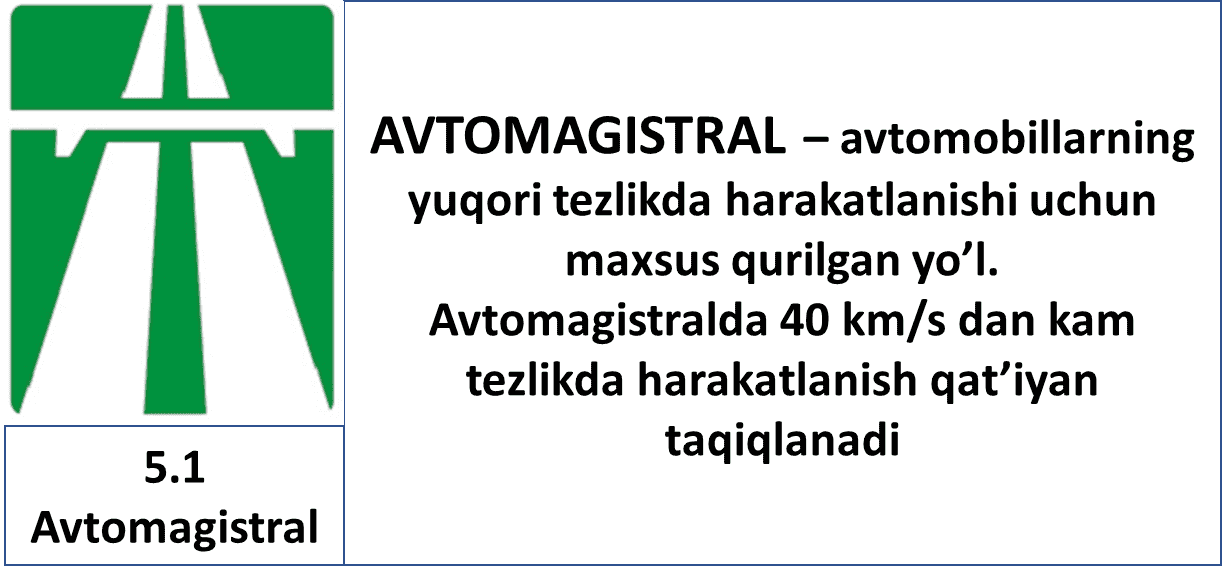 5.1
Avtomagistral
AVTOMAGISTRAL – avtomobillarning
yuqori tezlikda harakatlanishi uchun
maxsus qurilgan yo’l.
Avtomagistralda 40 km/s dan kam
tezlikda harakatlanish qat’iyan
taqiqlanadi